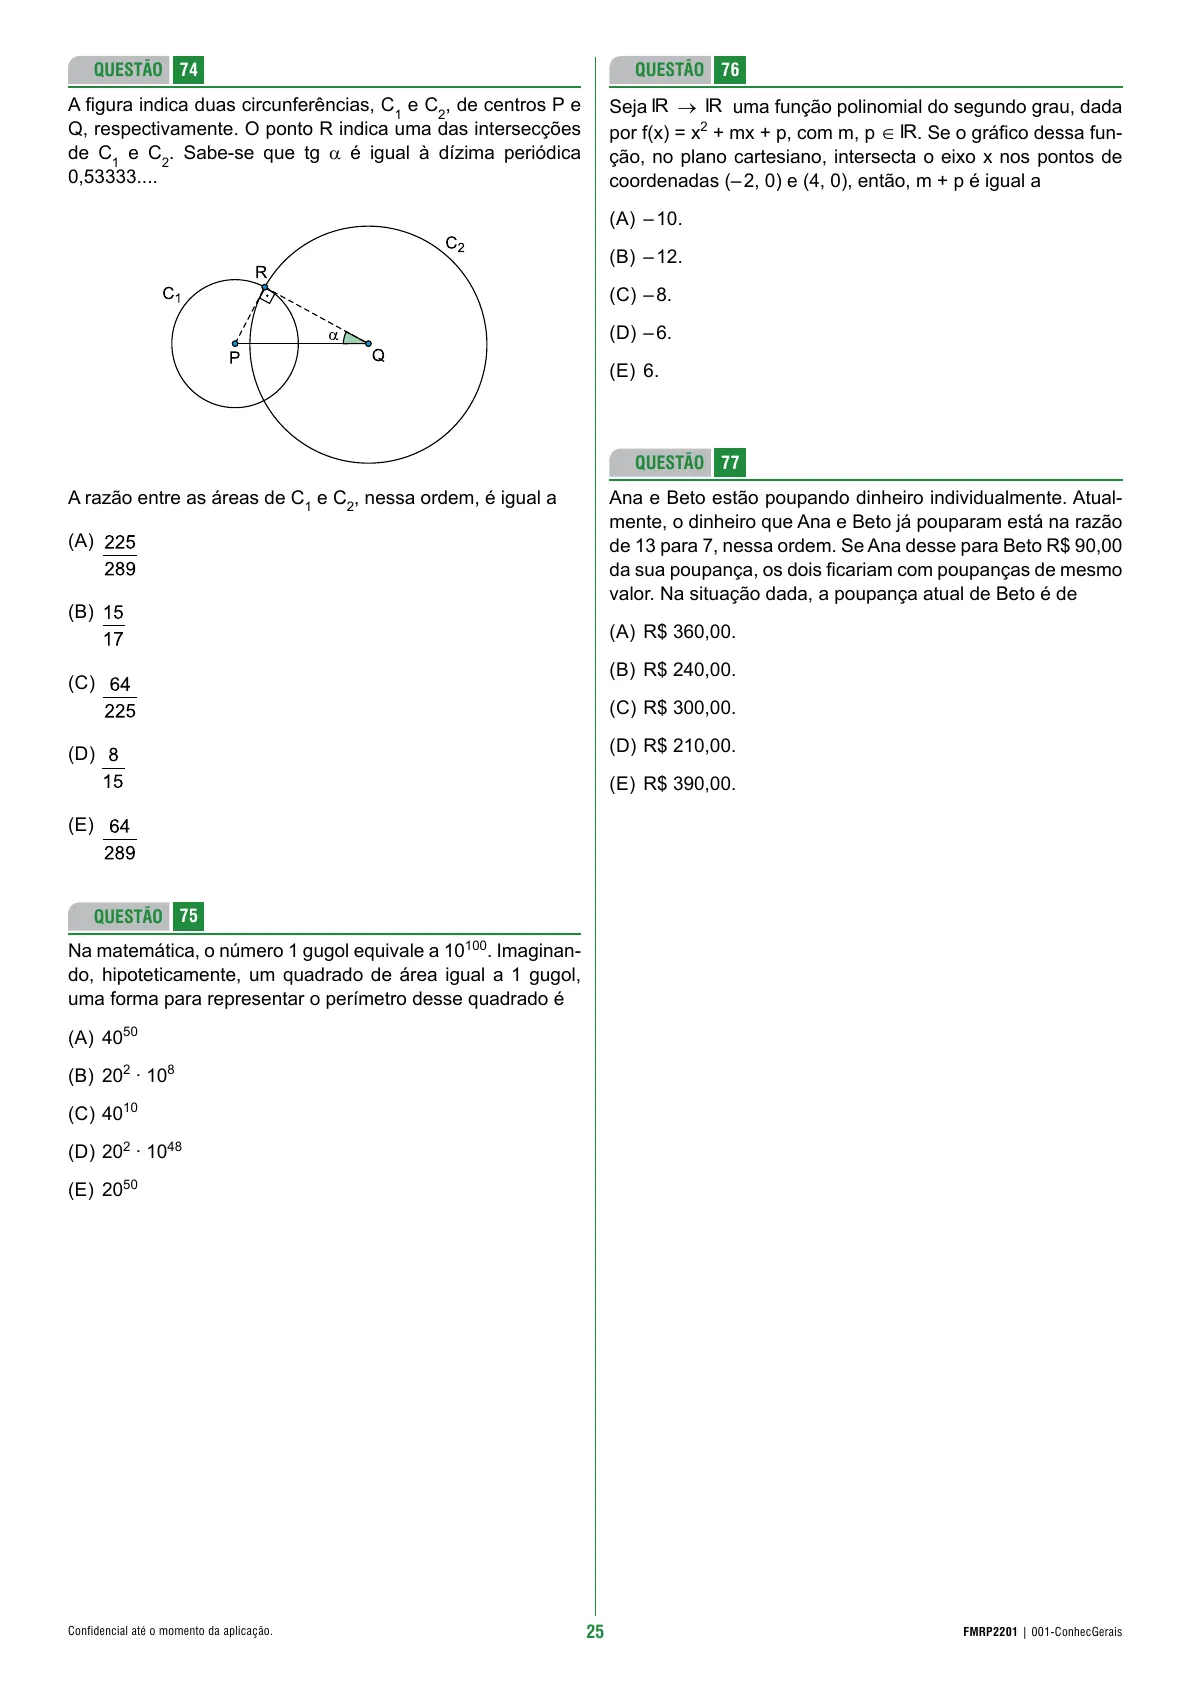 QUESTÃO 74
A figura indica duas circunferências, C1 e C2, de centros P e
Q, respectivamente. O ponto R indica uma das intersecções
de C1 e C2. Sabe-se que tg α é igual à dízima periódica
0,53333....
C2
R
C1
α
P
Q
A razão entre as áreas de C1 e C2, nessa ordem, é igual a
(A) 225/289
(B) 15/17
(C) 64/225
(D) 8/15
(E) 64/289
QUESTÃO 75
Na matemática, o número 1 gugol equivale a 10^100. Imaginan-
do, hipoteticamente, um quadrado de área igual a 1 gugol,
uma forma para representar o perímetro desse quadrado é
(A) 40^50
(B) 20^2 · 10^8
(C) 40^10
(D) 20^2 · 10^48
(E) 20^50
QUESTÃO 76
Seja IR → IR uma função polinomial do segundo grau, dada
por f(x) = x^2 + mx + p, com m, p ∈ IR. Se o gráfico dessa fun-
ção, no plano cartesiano, intersecta o eixo x nos pontos de
coordenadas (–2, 0) e (4, 0), então, m + p é igual a
(A) –10.
(B) –12.
(C) –8.
(D) –6.
(E) 6.
QUESTÃO 77
Ana e Beto estão poupando dinheiro individualmente. Atual-
mente, o dinheiro que Ana e Beto já pouparam está na razão
de 13 para 7, nessa ordem. Se Ana desse para Beto R$ 90,00
da sua poupança, os dois ficariam com poupanças de mesmo
valor. Na situação dada, a poupança atual de Beto é de
(A) R$ 360,00.
(B) R$ 240,00.
(C) R$ 300,00.
(D) R$ 210,00.
(E) R$ 390,00.
Confidencial até o momento da aplicação.
25
FMRP2201 | 001-ConhecGerais